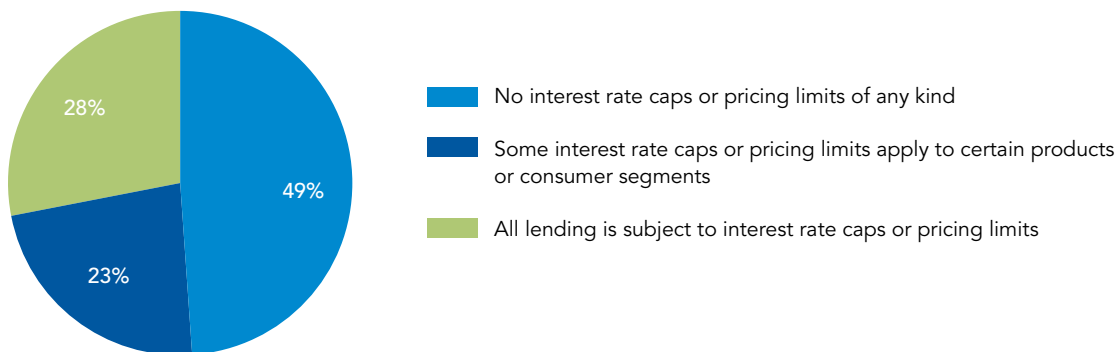 28%
49%
23%
No interest rate caps or pricing limits of any kind
Some interest rate caps or pricing limits apply to certain products
or consumer segments
All lending is subject to interest rate caps or pricing limits